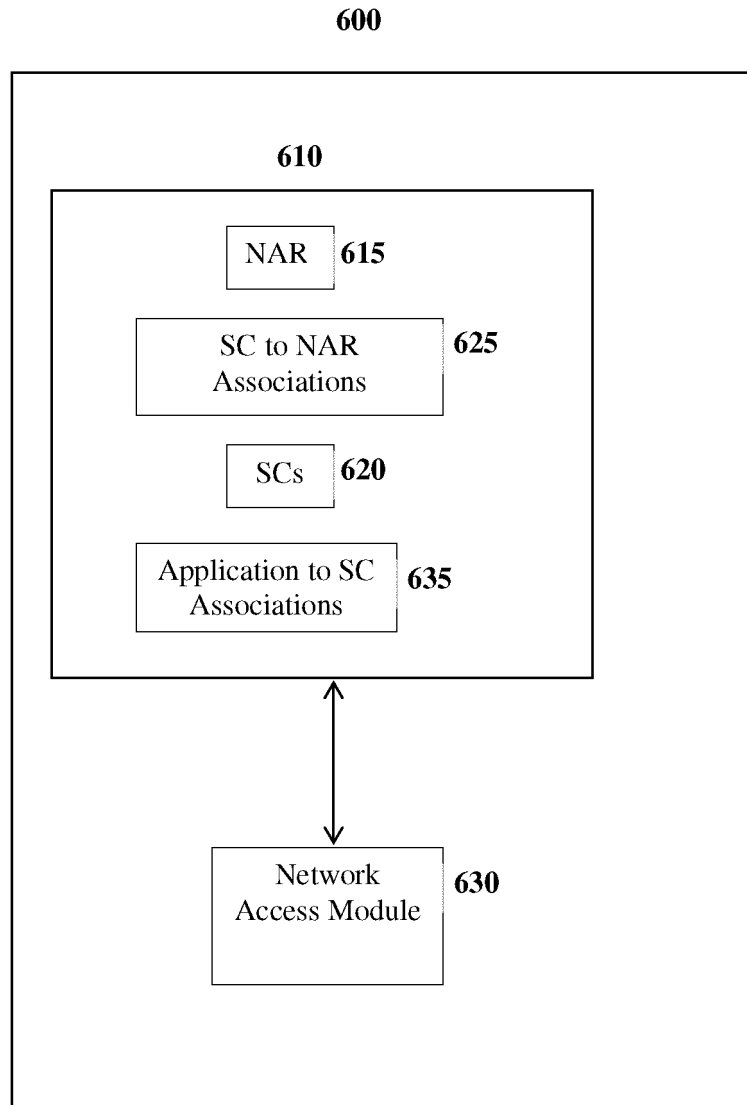 600
610
NAR 615
SC to NAR 625
Associations
SCs 620
Application to SC 635
Associations
Network 630
Access Module